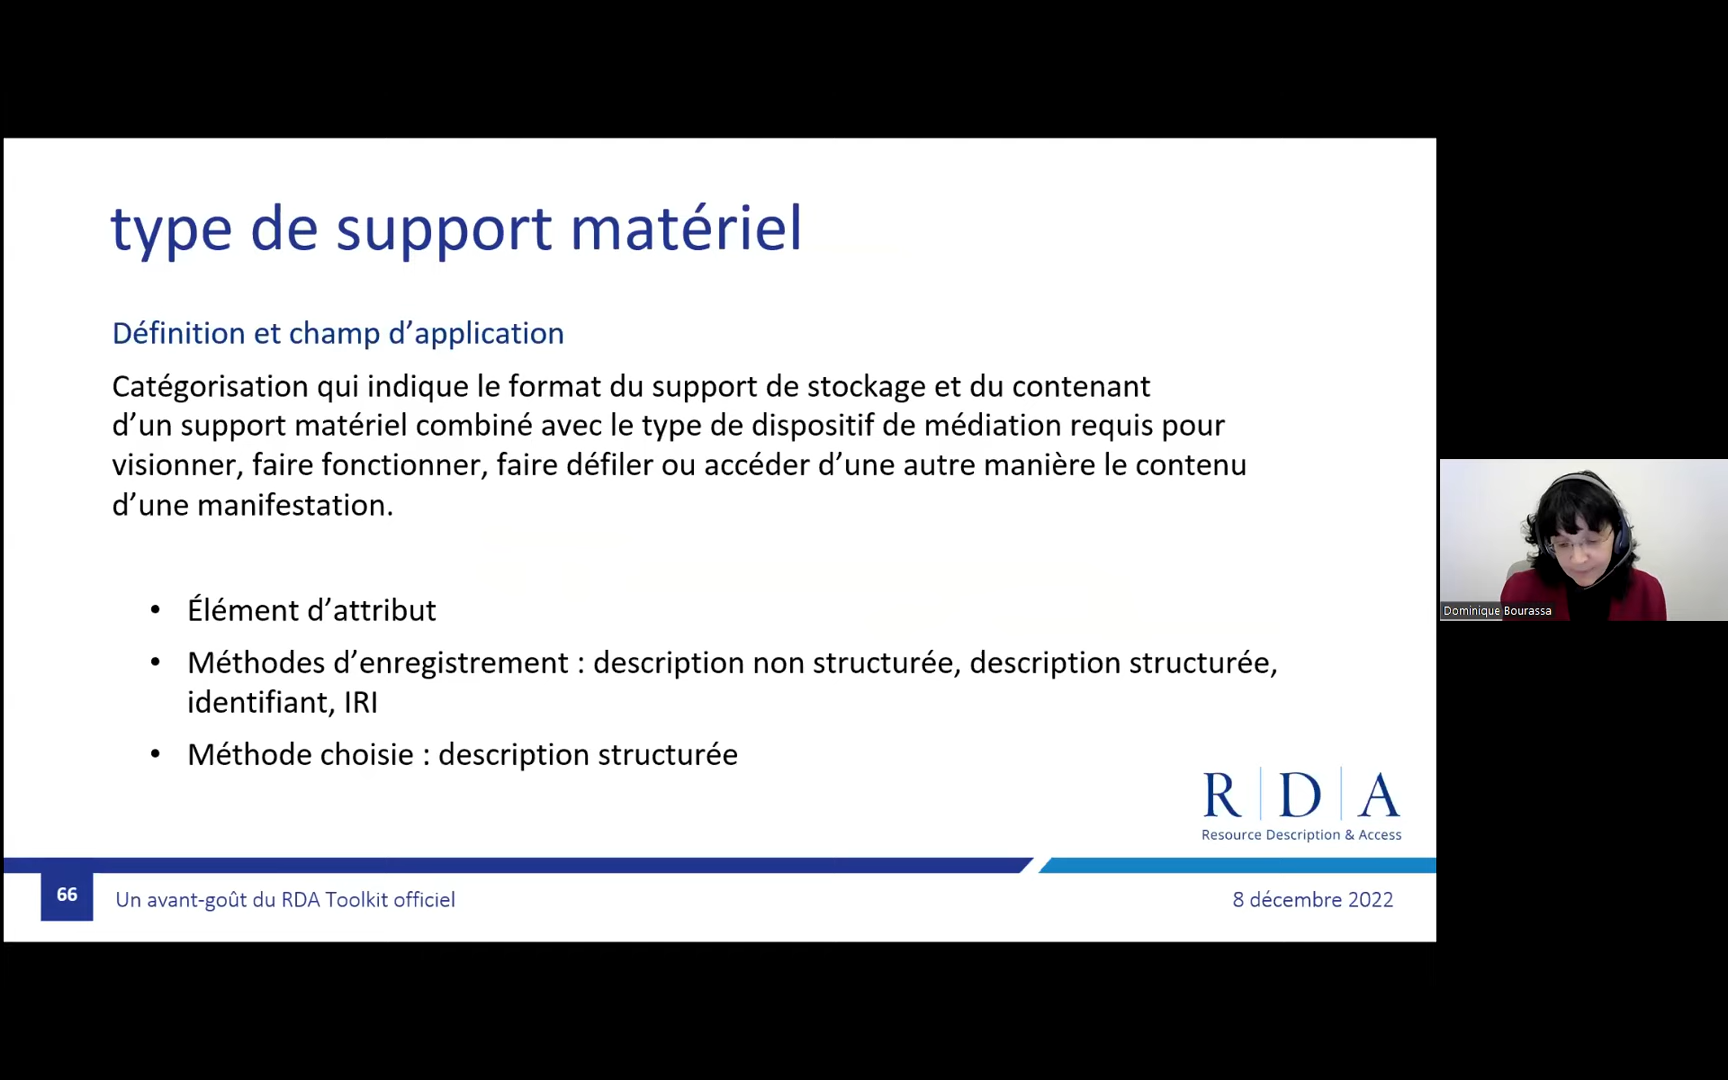 type de support matériel
Définition et champ d’application
Catégorisation qui indique le format du support de stockage et du contenant
d’un support matériel combiné avec le type de dispositif de médiation requis pour
visionner, faire fonctionner, faire défiler ou accéder d’une autre manière le contenu
d’une manifestation.
• Élément d’attribut
• Méthodes d’enregistrement : description non structurée, description structurée,
identifiant, IRI
• Méthode choisie : description structurée
R D A
Resource Description & Access
66
Un avant-goût du RDA Toolkit officiel
8 décembre 2022
Dominique Bourassa